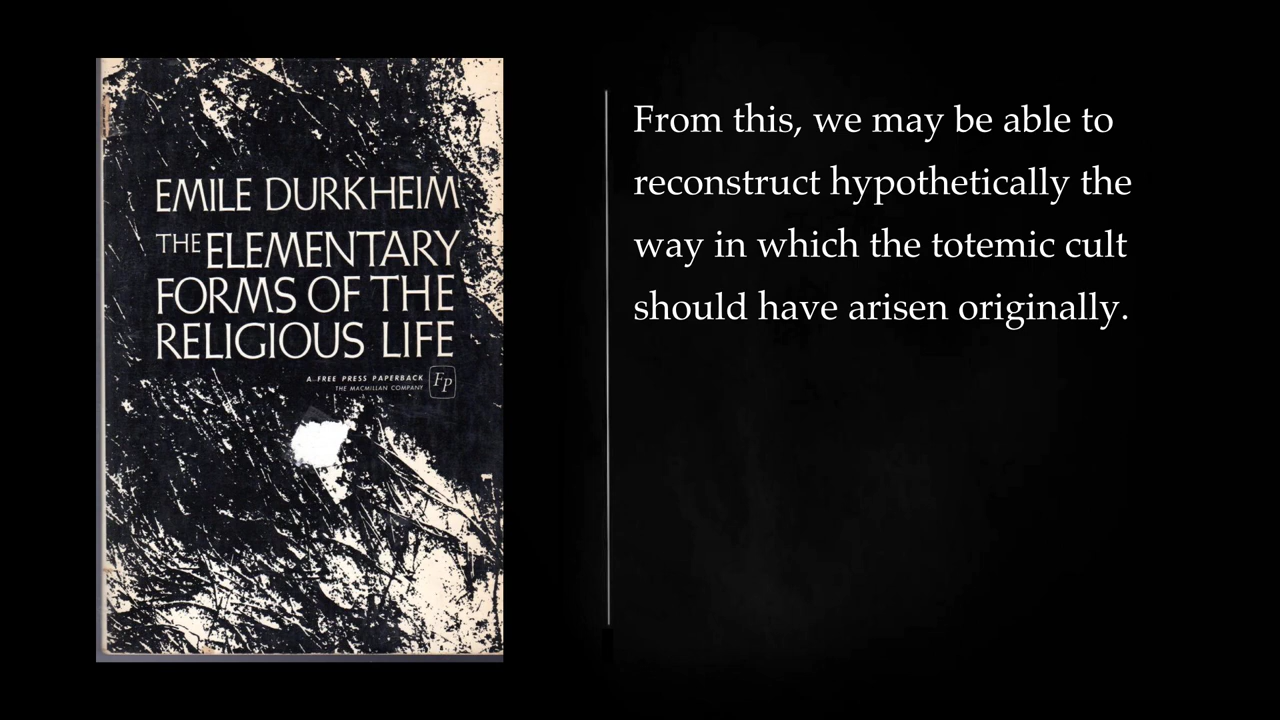 EMILE DURKHEIM
THE ELEMENTARY
FORMS OF THE
RELIGIOUS LIFE
A FREE PRESS PAPERBACK
THE MACMILLAN COMPANY
FP
From this, we may be able to
reconstruct hypothetically the
way in which the totemic cult
should have arisen originally.